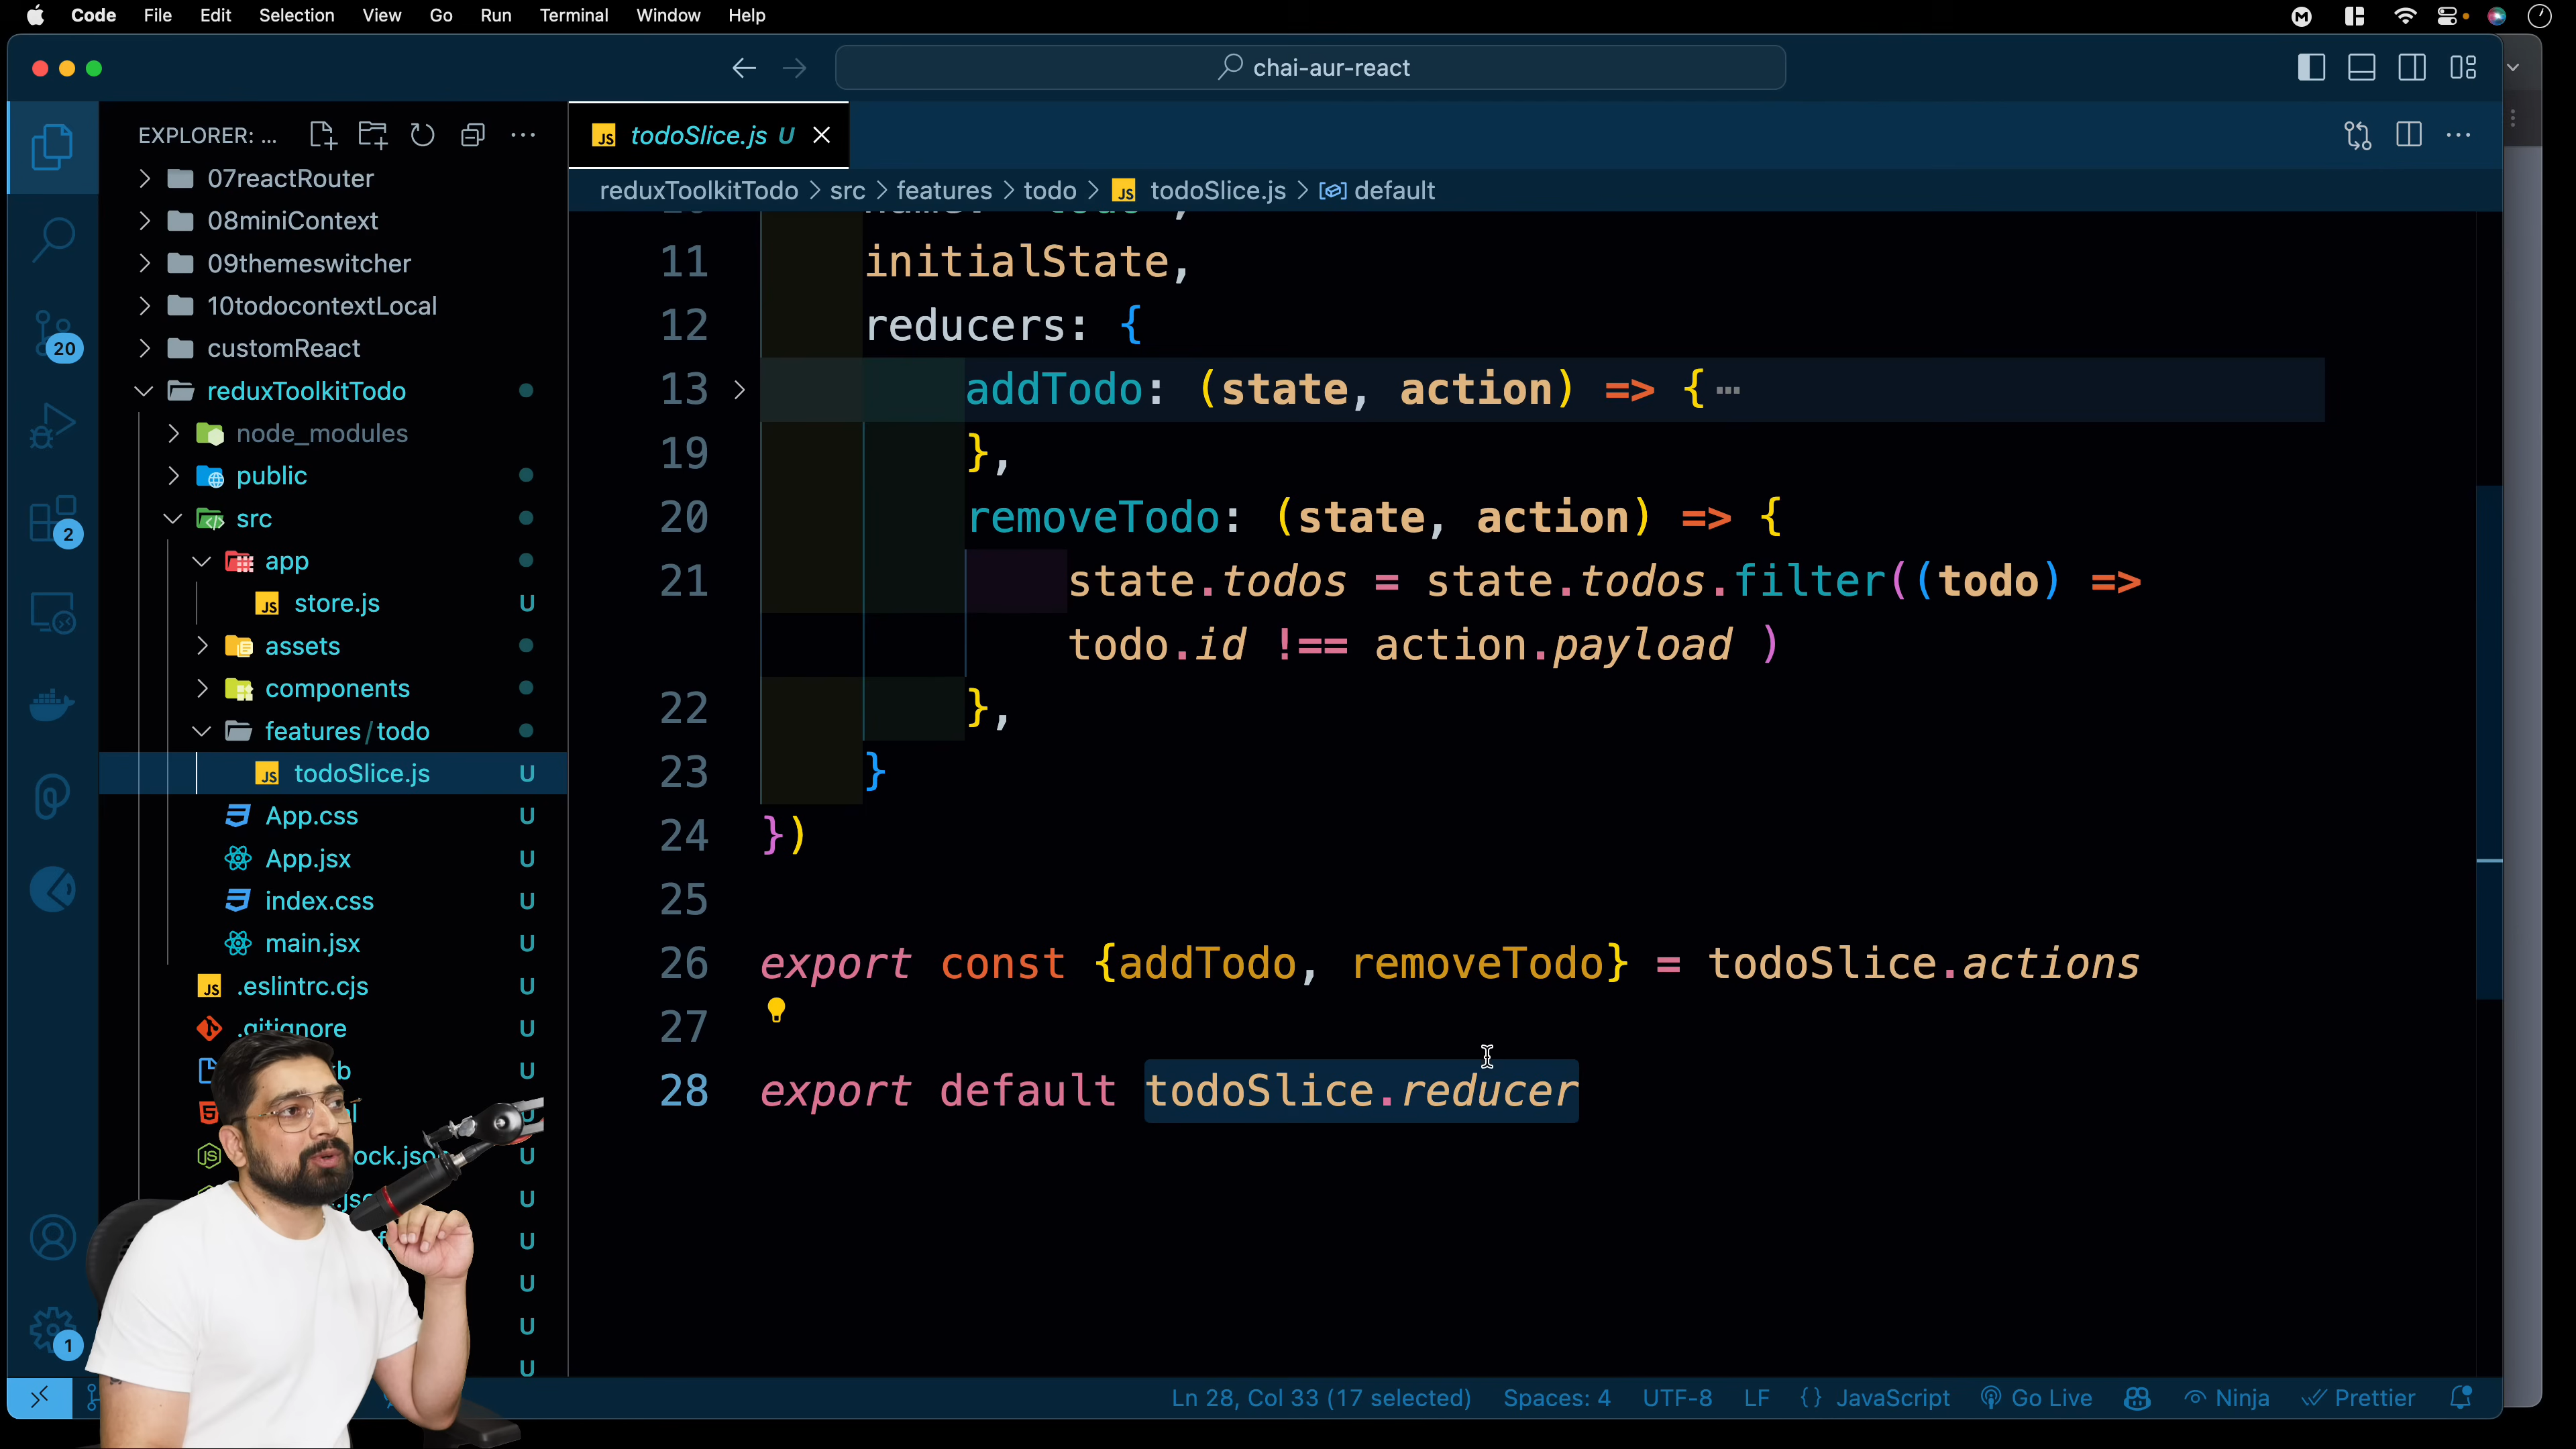 Code File Edit Selection View Go Run Terminal Window Help
chai-aur-react
EXPLORER: ...
07reactRouter
08miniContext
09themeswitcher
10todocontextLocal
customReact
reduxToolkitTodo
node_modules
public
src
app
store.js U
assets
components
features/todo
todoSlice.js U
App.css U
App.jsx U
index.css U
main.jsx U
.eslintrc.cjs U
.gitignore U
U
U
U
U
U
U
U
U
20
2
1
JS todoSlice.js U
reduxToolkitTodo > src > features > todo > JS todoSlice.js > default
11 initialState,
12 reducers: {
13 addTodo: (state, action) => {⋯
19 },
20 removeTodo: (state, action) => {
21 state.todos = state.todos.filter((todo) =>
todo.id !== action.payload )
22 },
23 }
24 })
25
26 export const {addTodo, removeTodo} = todoSlice.actions
27
28 export default todoSlice.reducer
Ln 28, Col 33 (17 selected) Spaces: 4 UTF-8 LF {} JavaScript Go Live Ninja Prettier